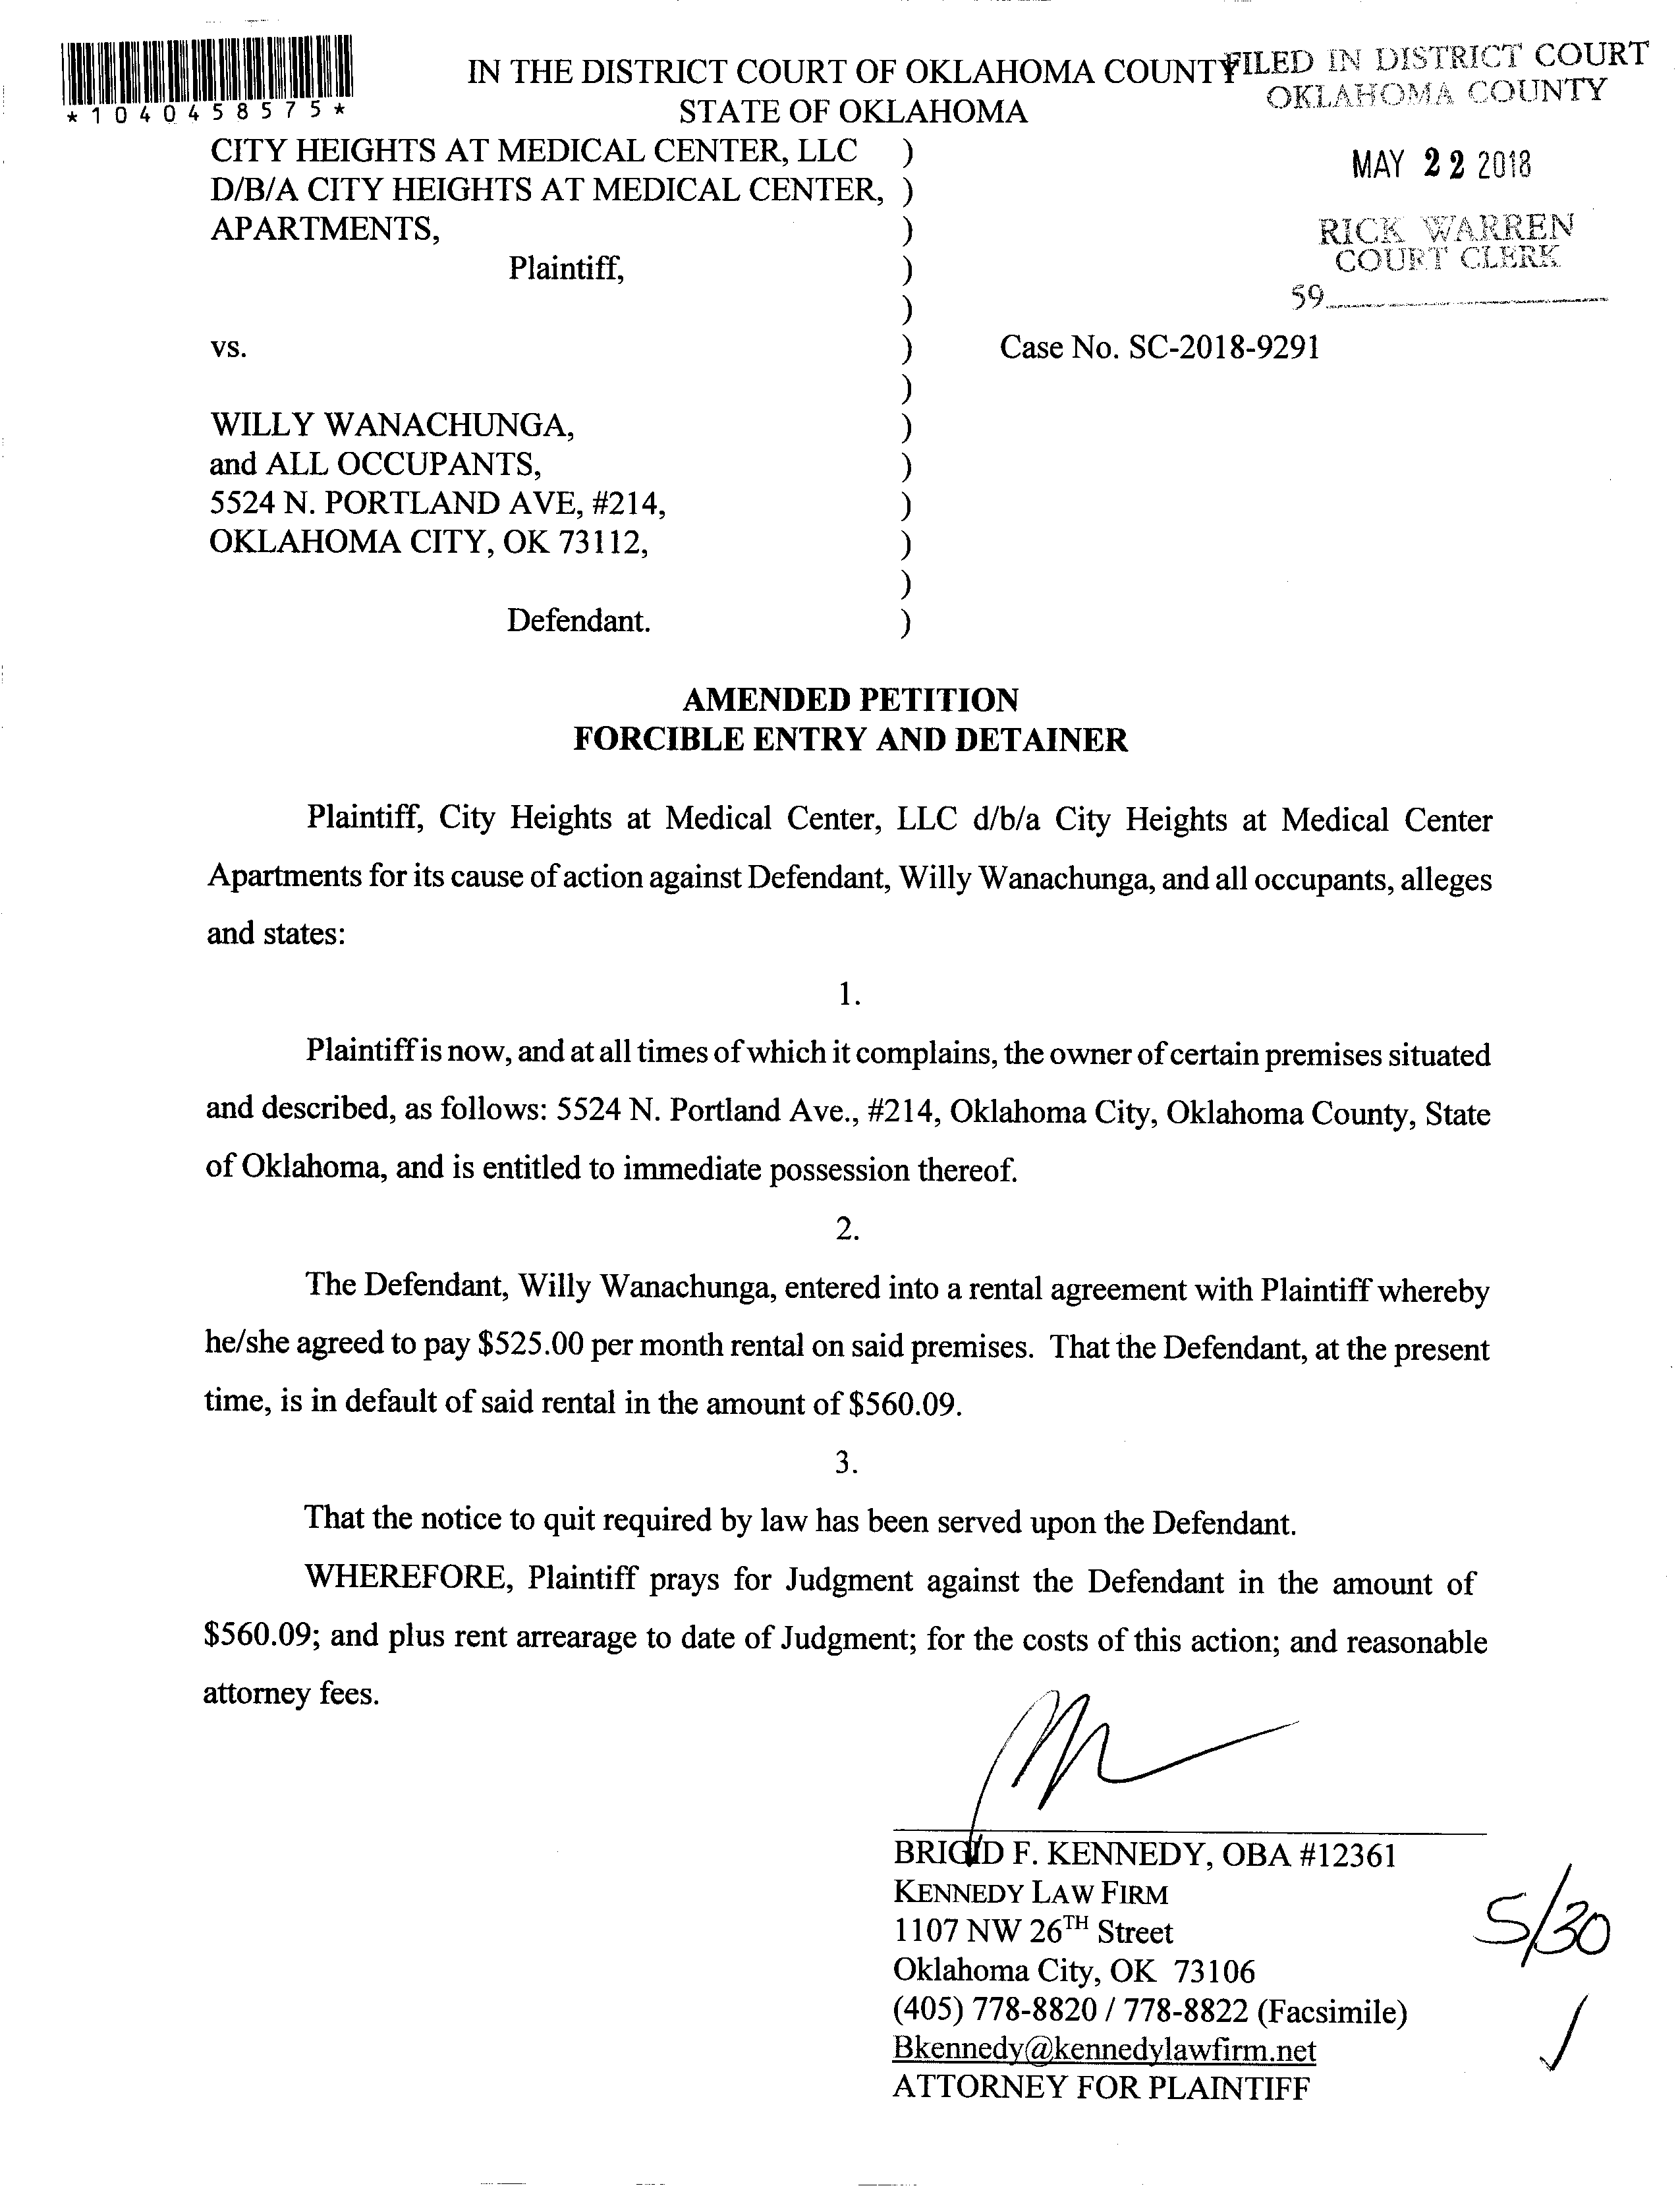 *1040458575*
IN THE DISTRICT COURT OF OKLAHOMA COUNTY
STATE OF OKLAHOMA
FILED IN DISTRICT COURT
OKLAHOMA COUNTY
MAY 22 2018
RICK WARREN
COURT CLERK
59
CITY HEIGHTS AT MEDICAL CENTER, LLC )
D/B/A CITY HEIGHTS AT MEDICAL CENTER, )
APARTMENTS, )
Plaintiff, )
)
vs. ) Case No. SC-2018-9291
)
WILLY WANACHUNGA, )
and ALL OCCUPANTS, )
5524 N. PORTLAND AVE, #214, )
OKLAHOMA CITY, OK 73112, )
)
Defendant. )
AMENDED PETITION
FORCIBLE ENTRY AND DETAINER
Plaintiff, City Heights at Medical Center, LLC d/b/a City Heights at Medical Center
Apartments for its cause of action against Defendant, Willy Wanachunga, and all occupants, alleges
and states:
1.
Plaintiff is now, and at all times of which it complains, the owner of certain premises situated
and described, as follows: 5524 N. Portland Ave., #214, Oklahoma City, Oklahoma County, State
of Oklahoma, and is entitled to immediate possession thereof.
2.
The Defendant, Willy Wanachunga, entered into a rental agreement with Plaintiff whereby
he/she agreed to pay $525.00 per month rental on said premises. That the Defendant, at the present
time, is in default of said rental in the amount of $560.09.
3.
That the notice to quit required by law has been served upon the Defendant.
WHEREFORE, Plaintiff prays for Judgment against the Defendant in the amount of
$560.09; and plus rent arrearage to date of Judgment; for the costs of this action; and reasonable
attorney fees.
BRIGID F. KENNEDY, OBA #12361
KENNEDY LAW FIRM
1107 NW 26TH Street
Oklahoma City, OK 73106
(405) 778-8820 / 778-8822 (Facsimile)
Bkennedy@kennedylawfirm.net
ATTORNEY FOR PLAINTIFF
5/30